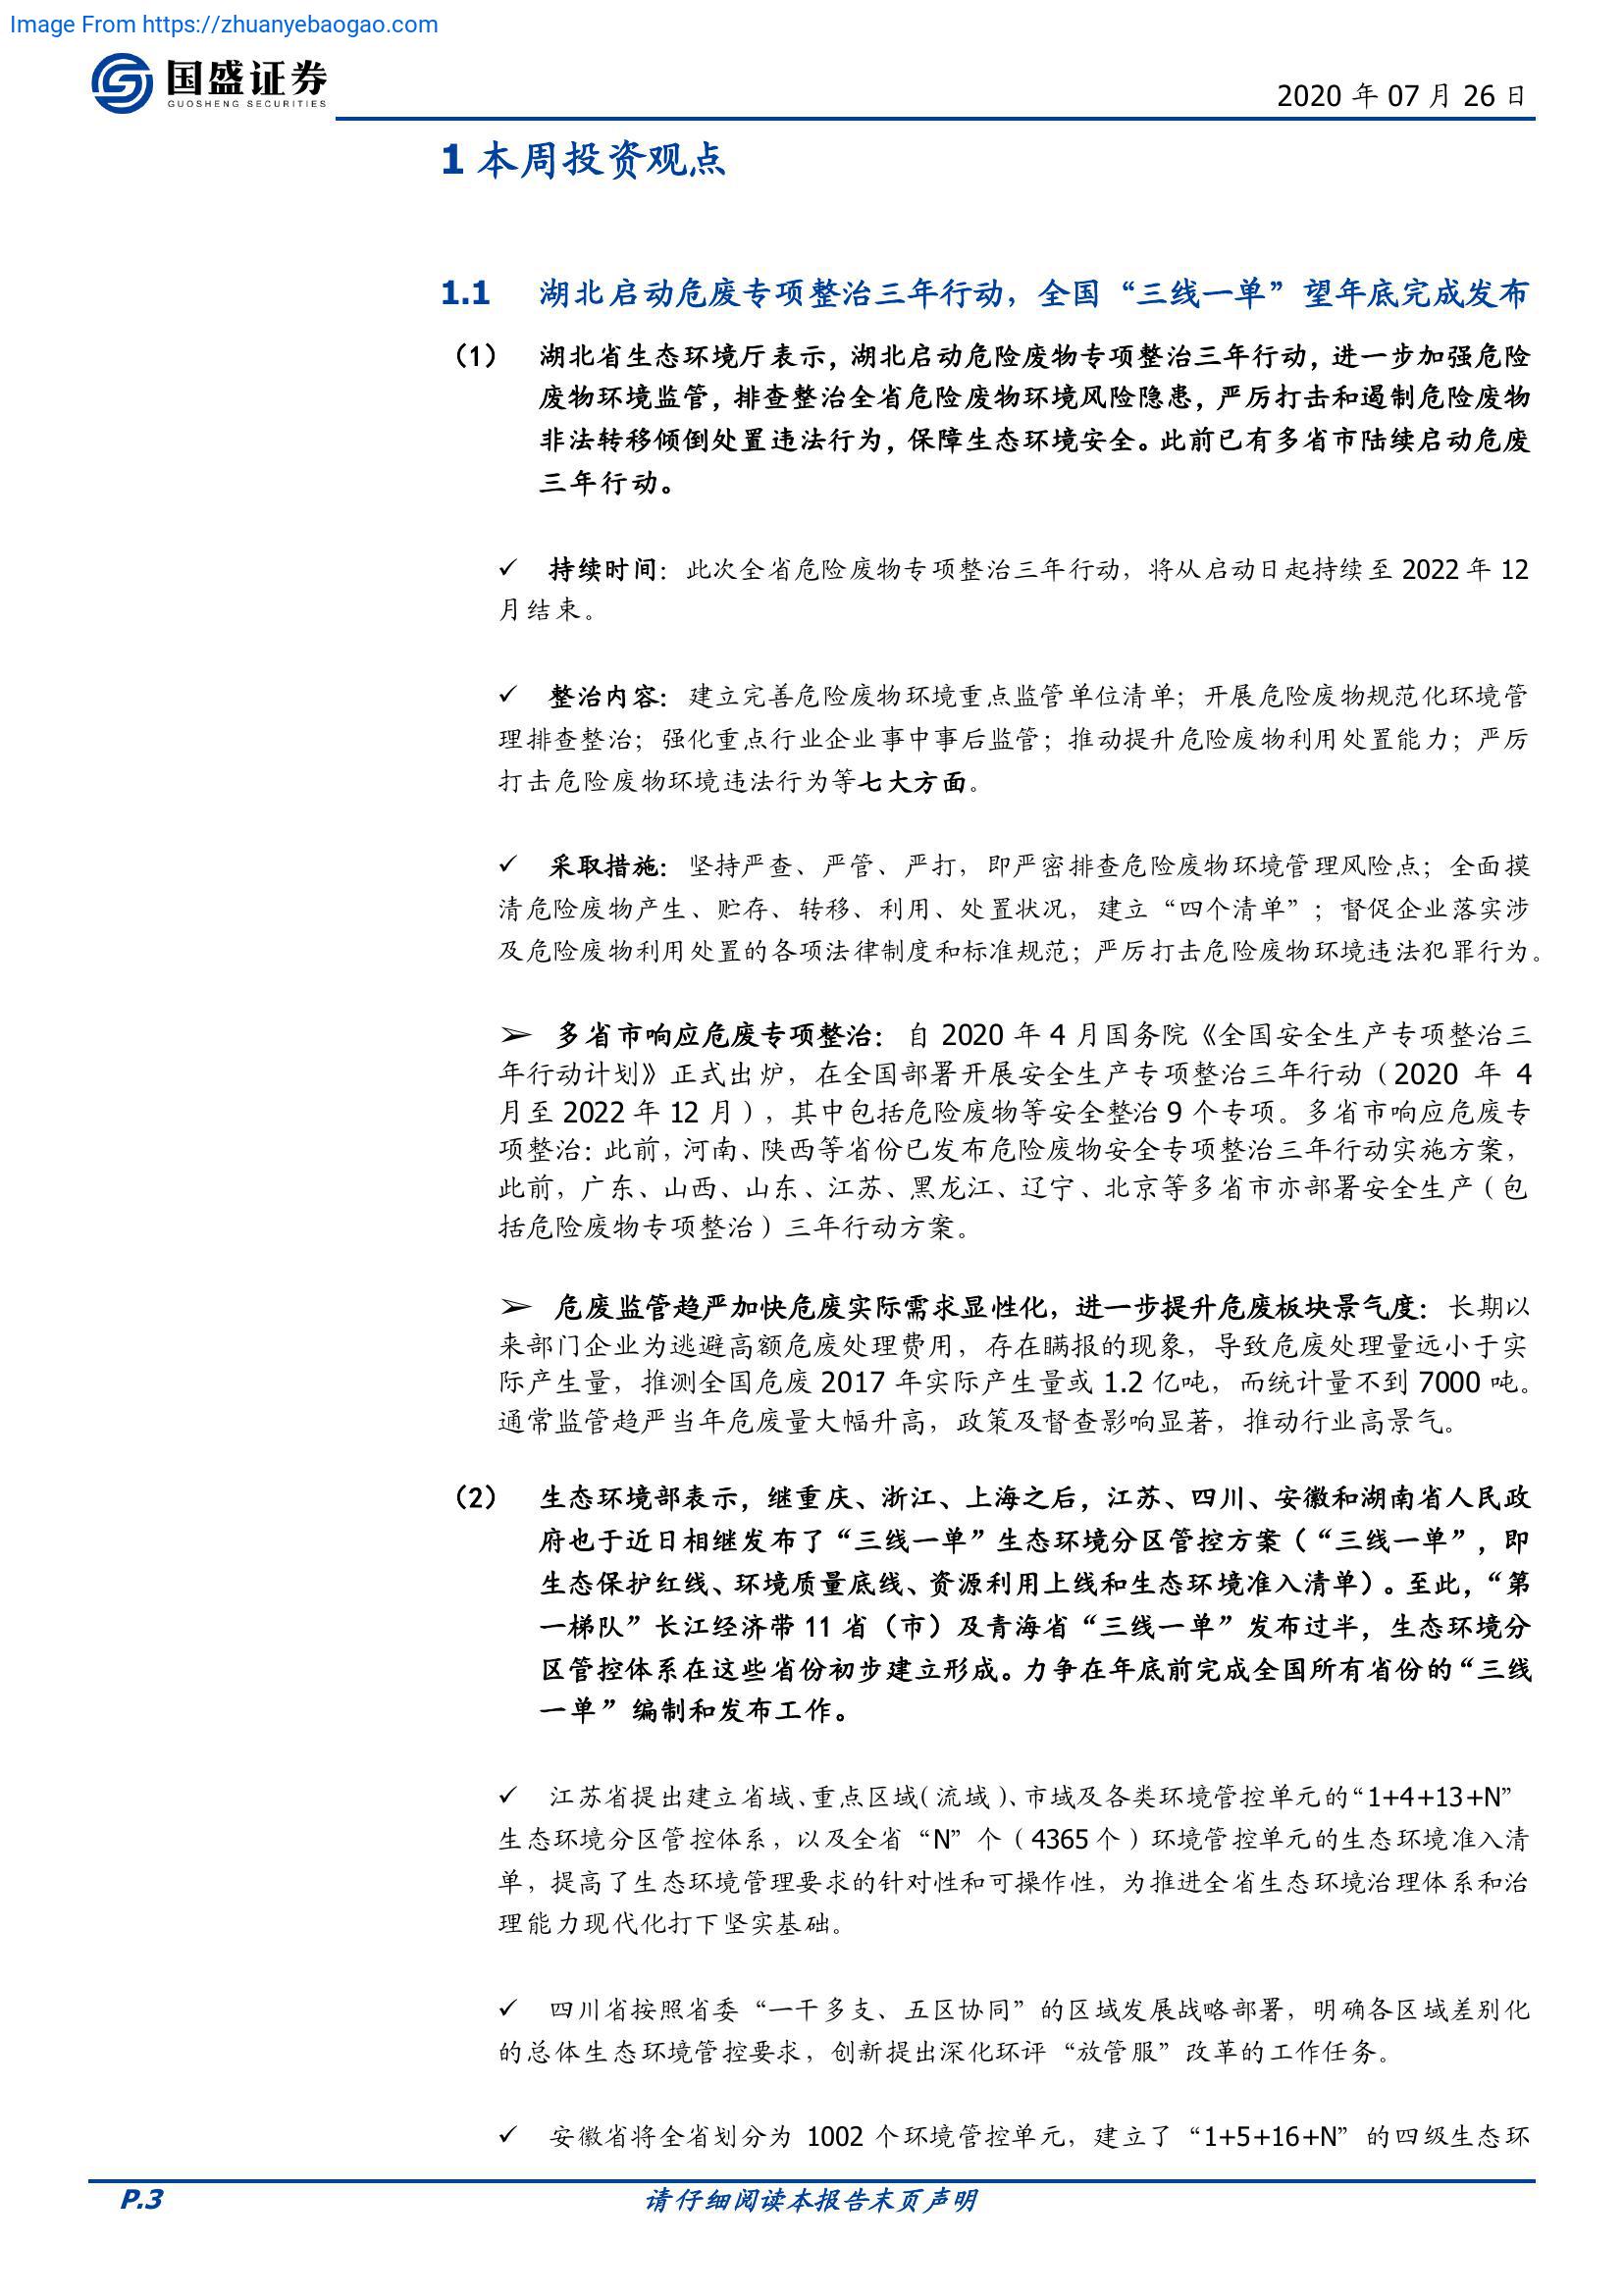 Image From https://zhuanyebaogao.com
国盛证券
GUOSHENG SECURITIES
2020 年 07 月 26 日
1 本周投资观点
1.1 湖北启动危废专项整治三年行动，全国“三线一单”望年底完成发布
（1） 湖北省生态环境厅表示，湖北启动危险废物专项整治三年行动，进一步加强危险
废物环境监管，排查整治全省危险废物环境风险隐患，严厉打击和遏制危险废物
非法转移倾倒处置违法行为，保障生态环境安全。此前已有多省市陆续启动危废
三年行动。
✓ 持续时间：此次全省危险废物专项整治三年行动，将从启动日起持续至 2022 年 12
月结束。
✓ 整治内容：建立完善危险废物环境重点监管单位清单；开展危险废物规范化环境管
理排查整治；强化重点行业企业事中事后监管；推动提升危险废物利用处置能力；严厉
打击危险废物环境违法行为等七大方面。
✓ 采取措施：坚持严查、严管、严打，即严密排查危险废物环境管理风险点；全面摸
清危险废物产生、贮存、转移、利用、处置状况，建立“四个清单”；督促企业落实涉
及危险废物利用处置的各项法律制度和标准规范；严厉打击危险废物环境违法犯罪行为。
➢ 多省市响应危废专项整治：自 2020 年 4 月国务院《全国安全生产专项整治三
年行动计划》正式出炉，在全国部署开展安全生产专项整治三年行动（2020 年 4
月至 2022 年 12 月），其中包括危险废物等安全整治 9 个专项。多省市响应危废专
项整治：此前，河南、陕西等省份已发布危险废物安全专项整治三年行动实施方案，
此前，广东、山西、山东、江苏、黑龙江、辽宁、北京等多省市亦部署安全生产（包
括危险废物专项整治）三年行动方案。
➢ 危废监管趋严加快危废实际需求显性化，进一步提升危废板块景气度：长期以
来部门企业为逃避高额危废处理费用，存在瞒报的现象，导致危废处理量远小于实
际产生量，推测全国危废 2017 年实际产生量或 1.2 亿吨，而统计量不到 7000 吨。
通常监管趋严当年危废量大幅升高，政策及督查影响显著，推动行业高景气。
（2） 生态环境部表示，继重庆、浙江、上海之后，江苏、四川、安徽和湖南省人民政
府也于近日相继发布了“三线一单”生态环境分区管控方案（“三线一单”，即
生态保护红线、环境质量底线、资源利用上线和生态环境准入清单）。至此，“第
一梯队”长江经济带 11 省（市）及青海省“三线一单”发布过半，生态环境分
区管控体系在这些省份初步建立形成。力争在年底前完成全国所有省份的“三线
一单”编制和发布工作。
✓ 江苏省提出建立省域、重点区域（流域）、市域及各类环境管控单元的“1+4+13+N”
生态环境分区管控体系，以及全省“N”个（4365 个）环境管控单元的生态环境准入清
单，提高了生态环境管理要求的针对性和可操作性，为推进全省生态环境治理体系和治
理能力现代化打下坚实基础。
✓ 四川省按照省委“一干多支、五区协同”的区域发展战略部署，明确各区域差别化
的总体生态环境管控要求，创新提出深化环评“放管服”改革的工作任务。
✓ 安徽省将全省划分为 1002 个环境管控单元，建立了“1+5+16+N”的四级生态环
P.3 请仔细阅读本报告末页声明